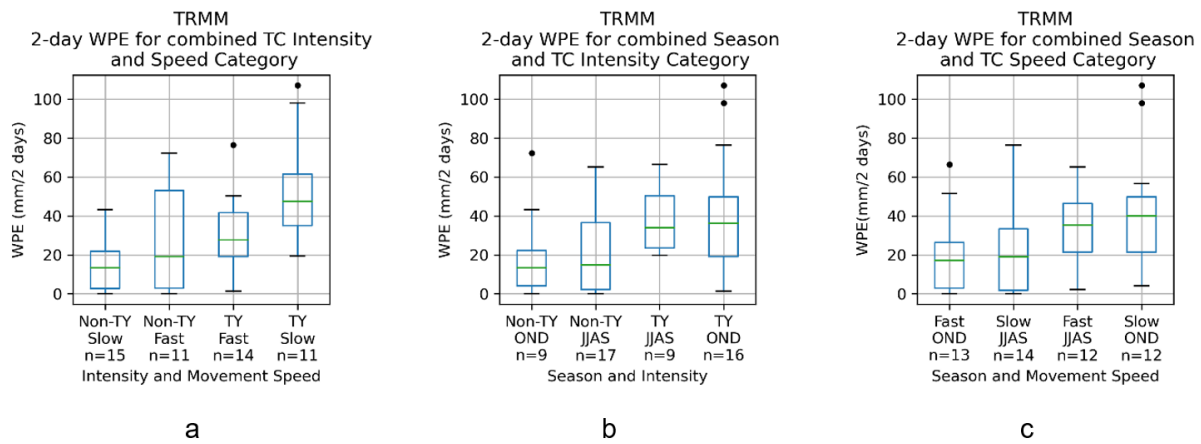 TRMM
2-day WPE for combined TC Intensity
and Speed Category
WPE (mm/2 days)
100
80
60
40
20
0
Non-TY Non-TY TY TY
Slow Fast Fast Slow
n=15 n=11 n=14 n=11
Intensity and Movement Speed
a
TRMM
2-day WPE for combined Season
and TC Intensity Category
WPE (mm/2 days)
100
80
60
40
20
0
Non-TY Non-TY TY TY
OND JJAS JJAS OND
n=9 n=17 n=9 n=16
Season and Intensity
b
TRMM
2-day WPE for combined Season
and TC Speed Category
WPE(mm/2 days)
100
80
60
40
20
0
Fast Slow Fast Slow
OND JJAS JJAS OND
n=13 n=14 n=12 n=12
Season and Movement Speed
c